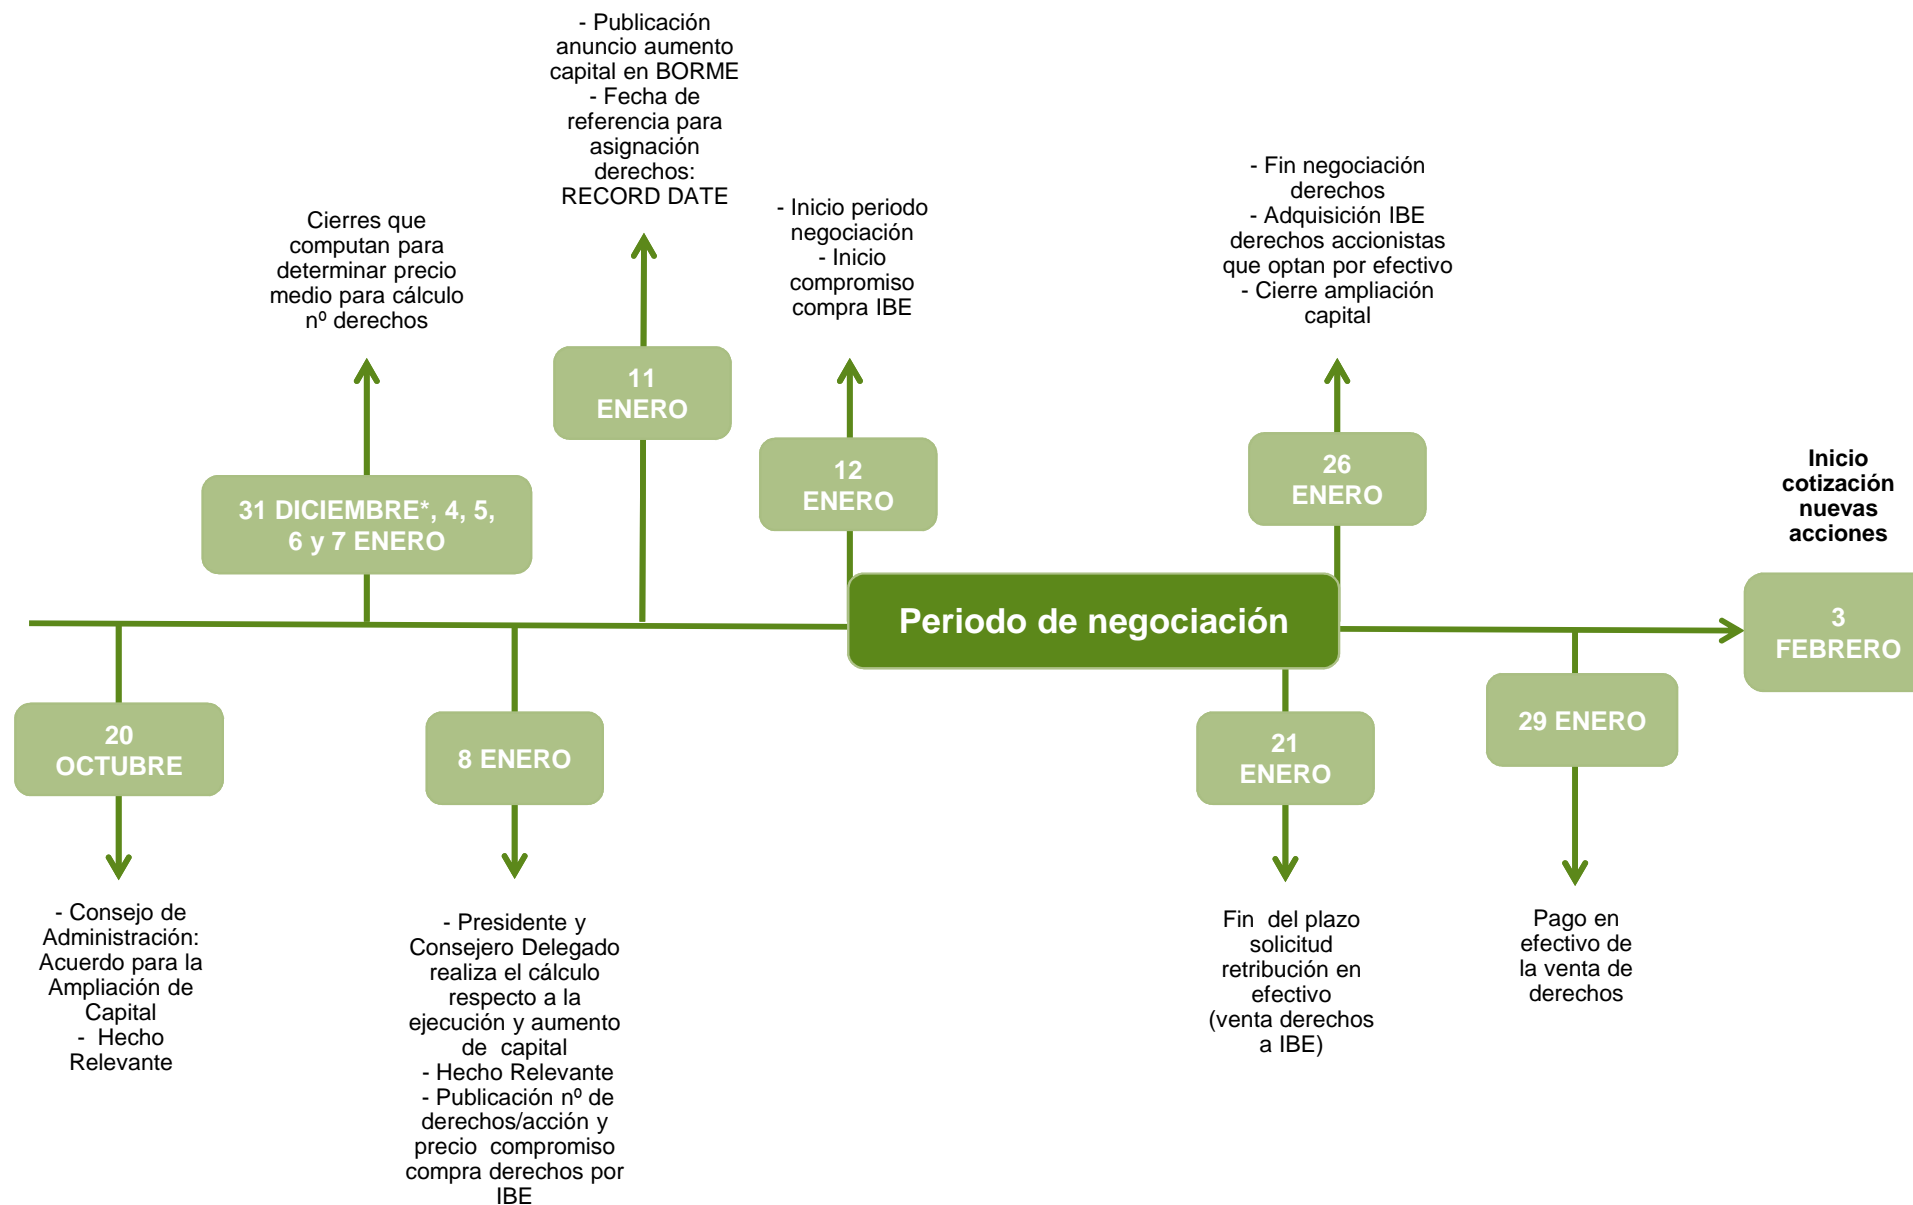 - Publicación
anuncio aumento
capital en BORME
- Fecha de
referencia para
asignación
derechos:
RECORD DATE
Cierres que
computan para
determinar precio
medio para cálculo
nº derechos
- Inicio periodo
negociación
- Inicio
compromiso
compra IBE
- Fin negociación
derechos
- Adquisición IBE
derechos accionistas
que optan por efectivo
- Cierre ampliación
capital
11
ENERO
31 DICIEMBRE*, 4, 5,
6 y 7 ENERO
12
ENERO
26
ENERO
Inicio
cotización
nuevas
acciones
Periodo de negociación
3
FEBRERO
20
OCTUBRE
8 ENERO
21
ENERO
29 ENERO
- Consejo de
Administración:
Acuerdo para la
Ampliación de
Capital
- Hecho
Relevante
- Presidente y
Consejero Delegado
realiza el cálculo
respecto a la
ejecución y aumento
de capital
- Hecho Relevante
- Publicación nº de
derechos/acción y
precio compromiso
compra derechos por
IBE
Fin del plazo
solicitud
retribución en
efectivo
(venta derechos
a IBE)
Pago en
efectivo de
la venta de
derechos